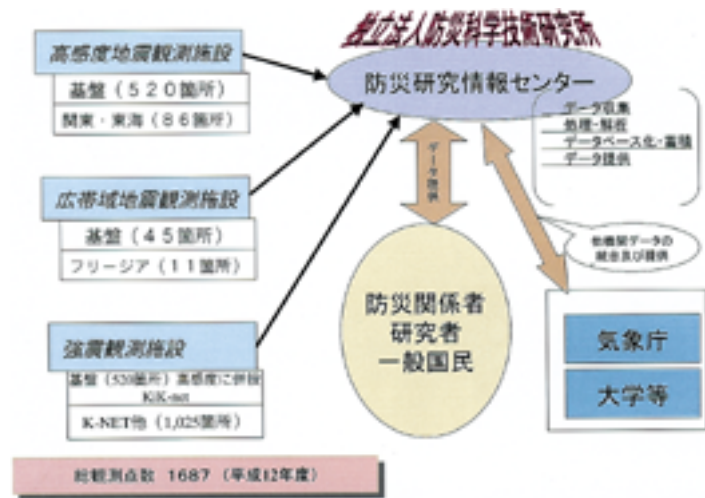 独立法人防災科学技術研究所
高感度地震観測施設
基盤（520箇所）
関東・東海（86箇所）
防災研究情報センター
データ収集
処理・解析
データベース化・蓄積
データ提供
データ提供
広帯域地震観測施設
基盤（45箇所）
フリージア（11箇所）
他機関データの
統合及び提供
防災関係者
研究者
一般国民
気象庁
大学等
強震観測施設
基盤（520箇所）高感度に併設
KiK-net
K-NET他（1,025箇所）
総観測点数 1687 （平成12年度）